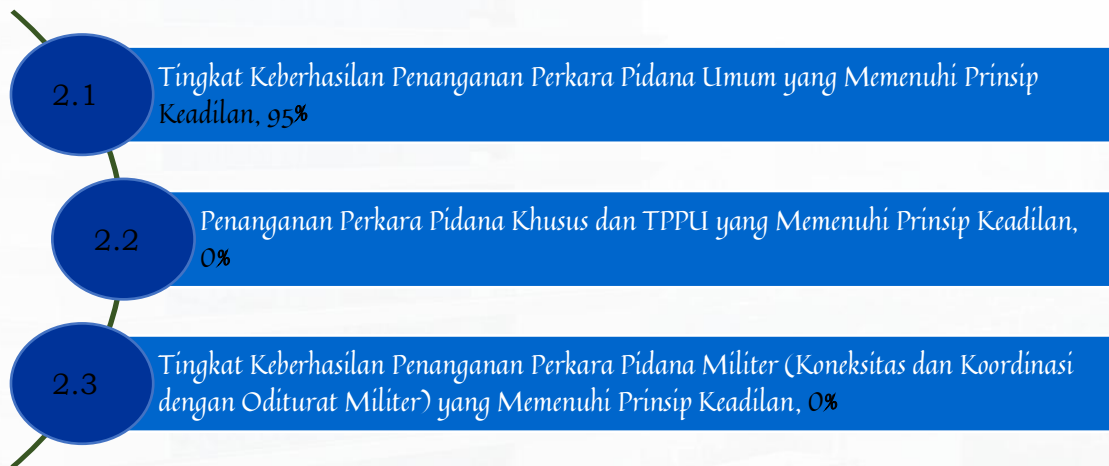 2.1
Tingkat Keberhasilan Penanganan Perkara Pidana Umum yang Memenuhi Prinsip
Keadilan, 95%
2.2
Penanganan Perkara Pidana Khusus dan TPPU yang Memenuhi Prinsip Keadilan,
0%
2.3
Tingkat Keberhasilan Penanganan Perkara Pidana Militer (Koneksitas dan Koordinasi
dengan Oditurat Militer) yang Memenuhi Prinsip Keadilan, 0%